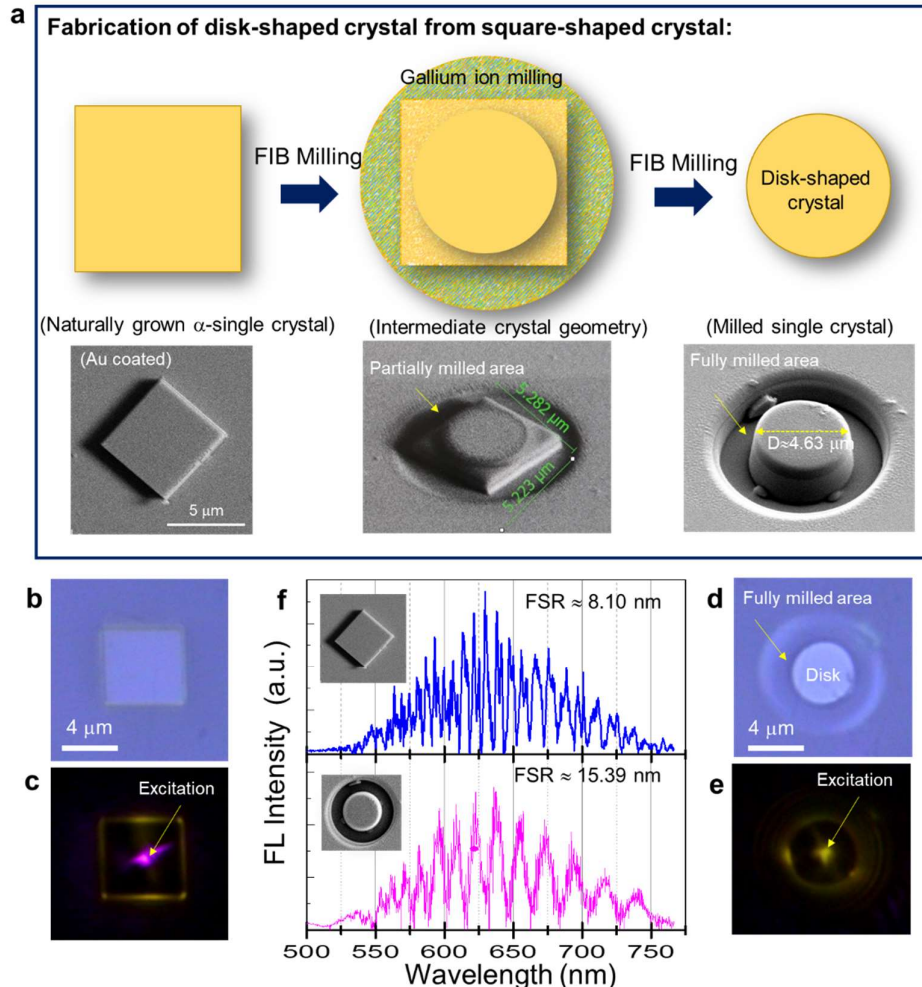 a
Fabrication of disk-shaped crystal from square-shaped crystal:
Gallium ion milling
FIB Milling
FIB Milling
Disk-shaped
crystal
(Naturally grown α-single crystal)
(Intermediate crystal geometry)
(Milled single crystal)
(Au coated)
5 μm
Partially milled area
5.282 μm
5.223 μm
Fully milled area
D≈4.63 μm
b
4 μm
c
Excitation
f
FSR ≈ 8.10 nm
FSR ≈ 15.39 nm
FL Intensity (a.u.)
500 550 600 650 700 750
Wavelength (nm)
d
Fully milled area
Disk
4 μm
e
Excitation